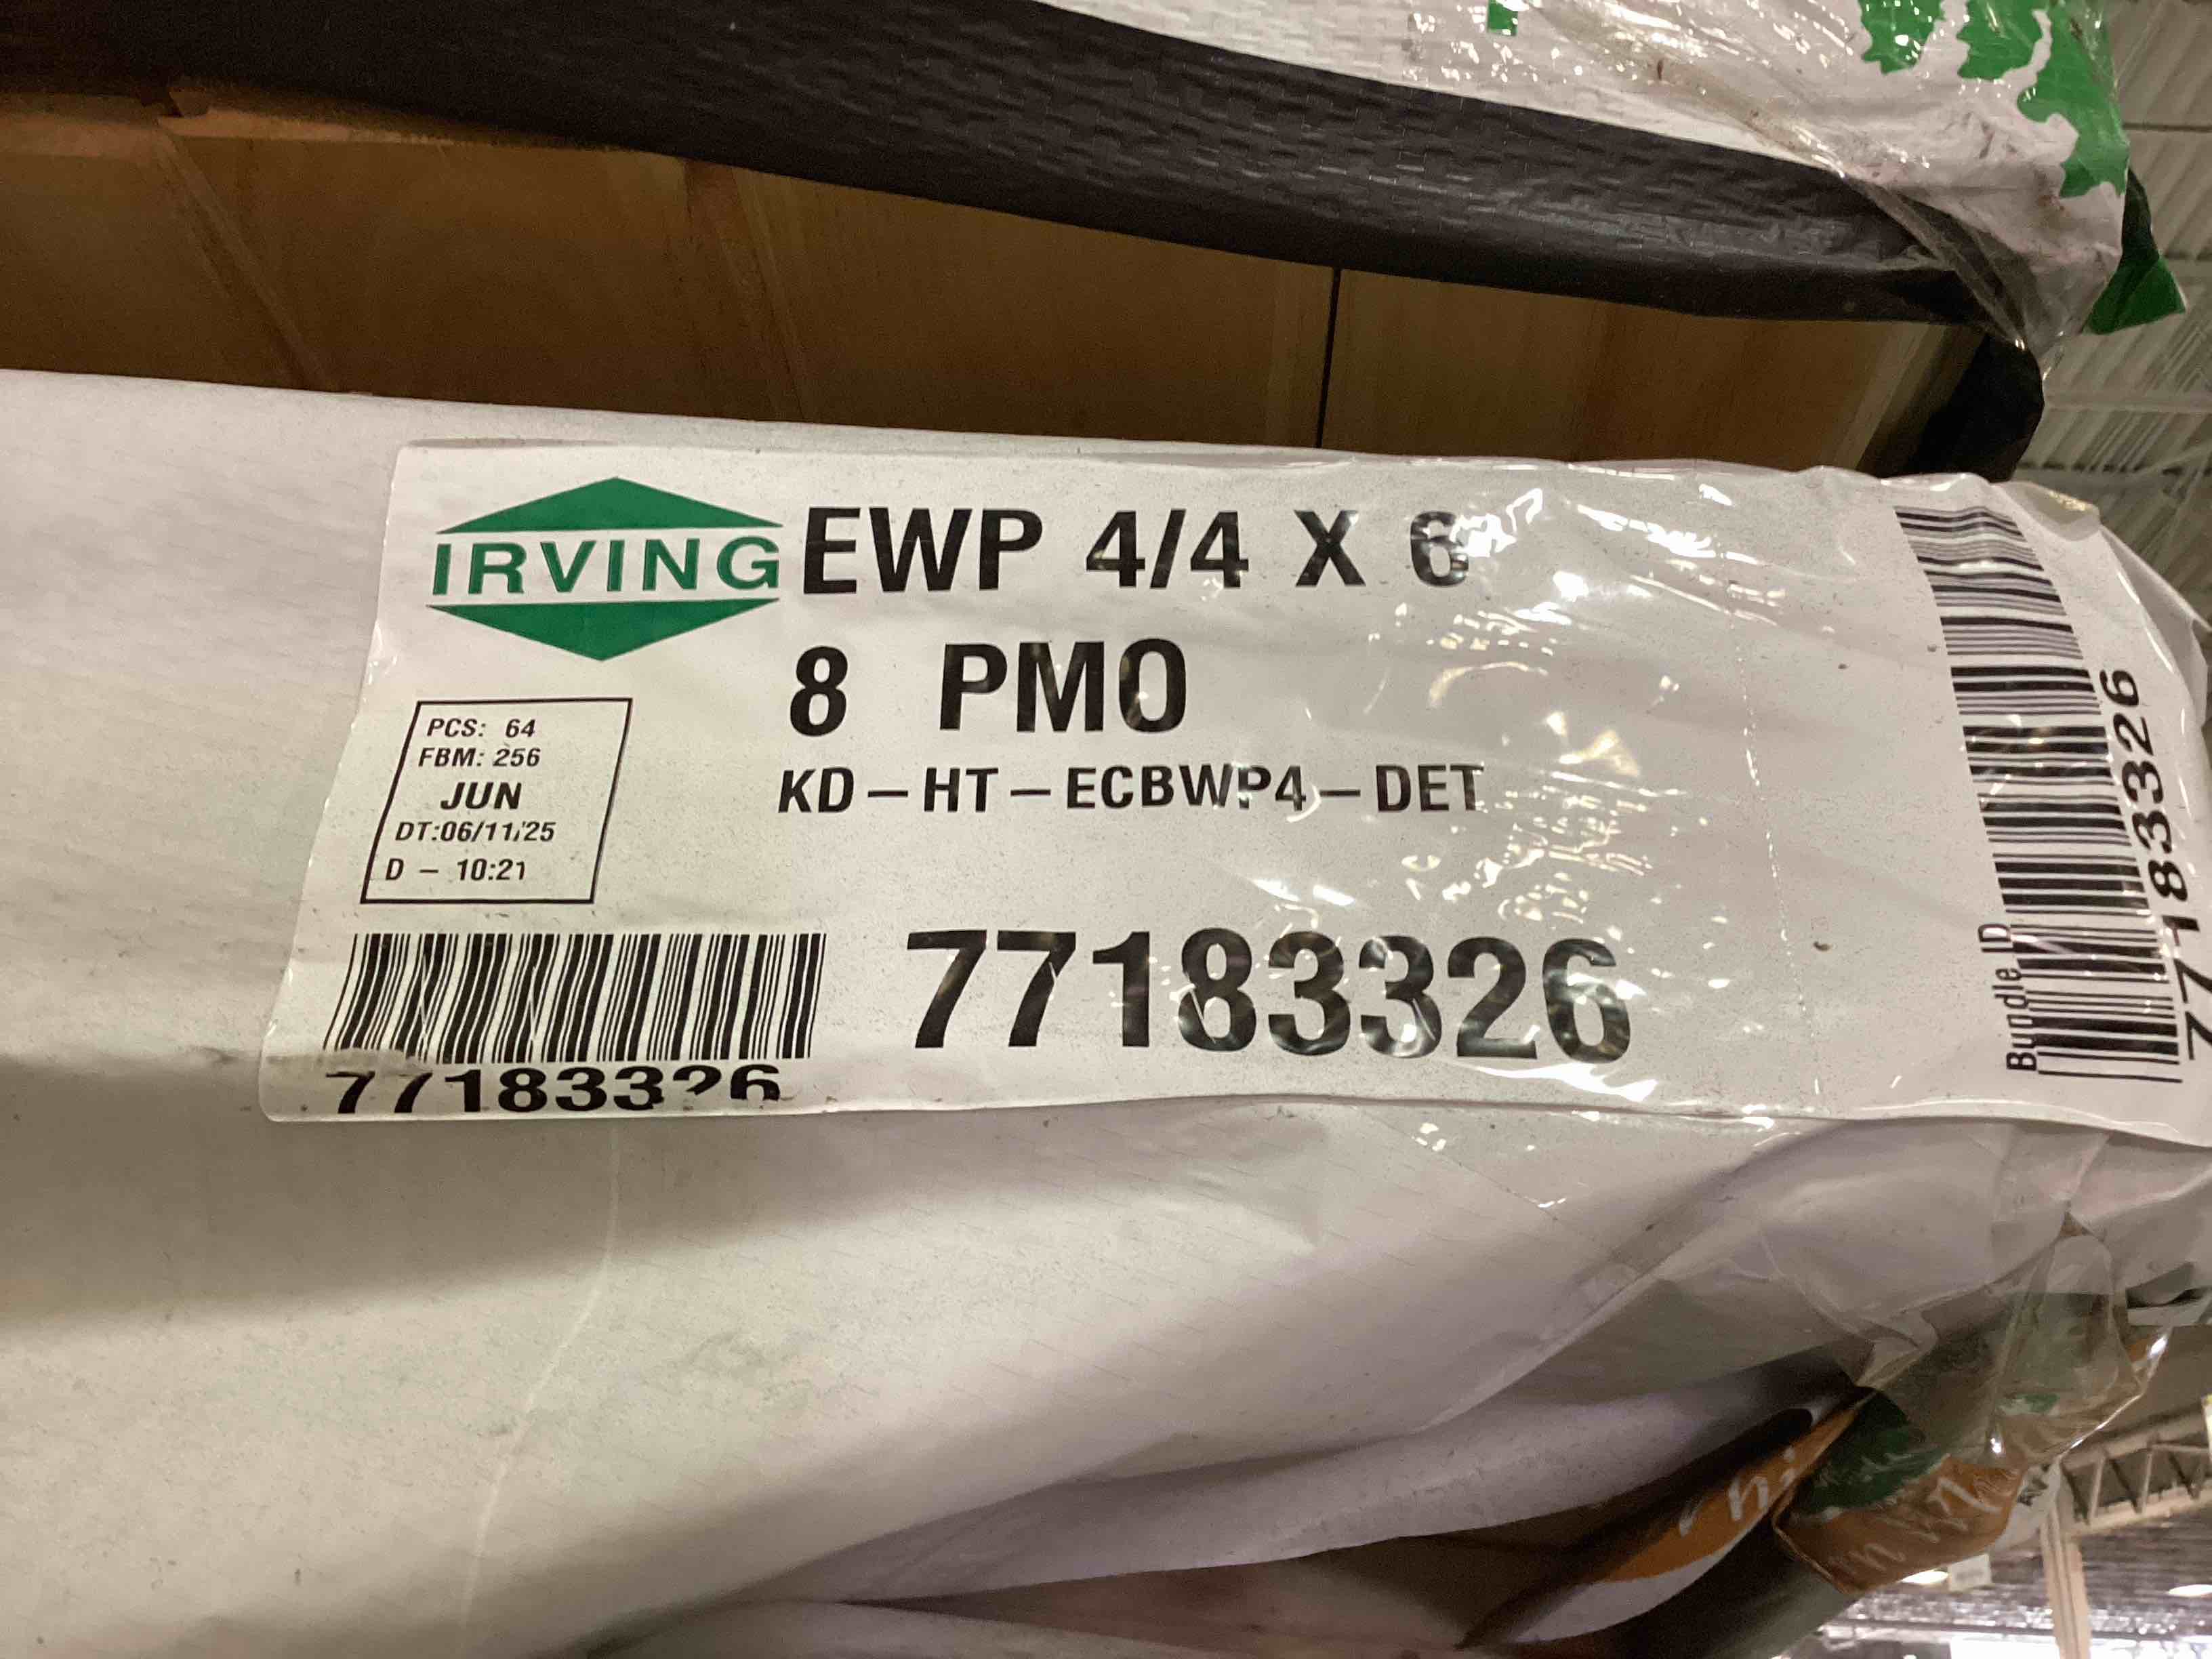 IRVING
EWP 4/4 X 6
8 PMO
KD-HT-ECBWP4-DET
PCS: 64
FBM: 256
JUN
DT:06/11/25
D - 10:21
77183326
77183326
Bundle ID
77183326